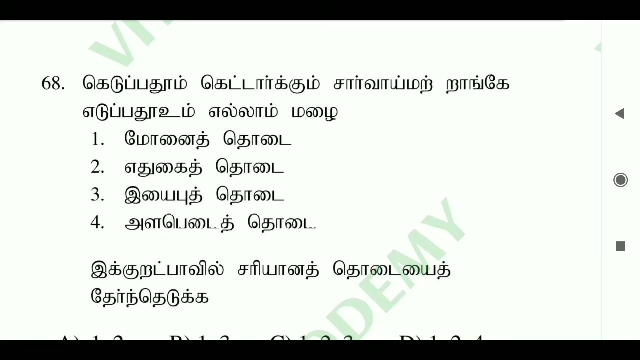 68. கெடுப்பதூம் கெட்டார்க்கும் சார்வாய்மற் றாங்கே
எடுப்பதூஉம் எல்லாம் மழை
1. மோனைத் தொடை
2. எதுகைத் தொடை
3. இயைபுத் தொடை
4. அளபெடைத் தொடை
இக்குறட்பாவில் சரியானத் தொடையைத்
தேர்ந்தெடுக்க